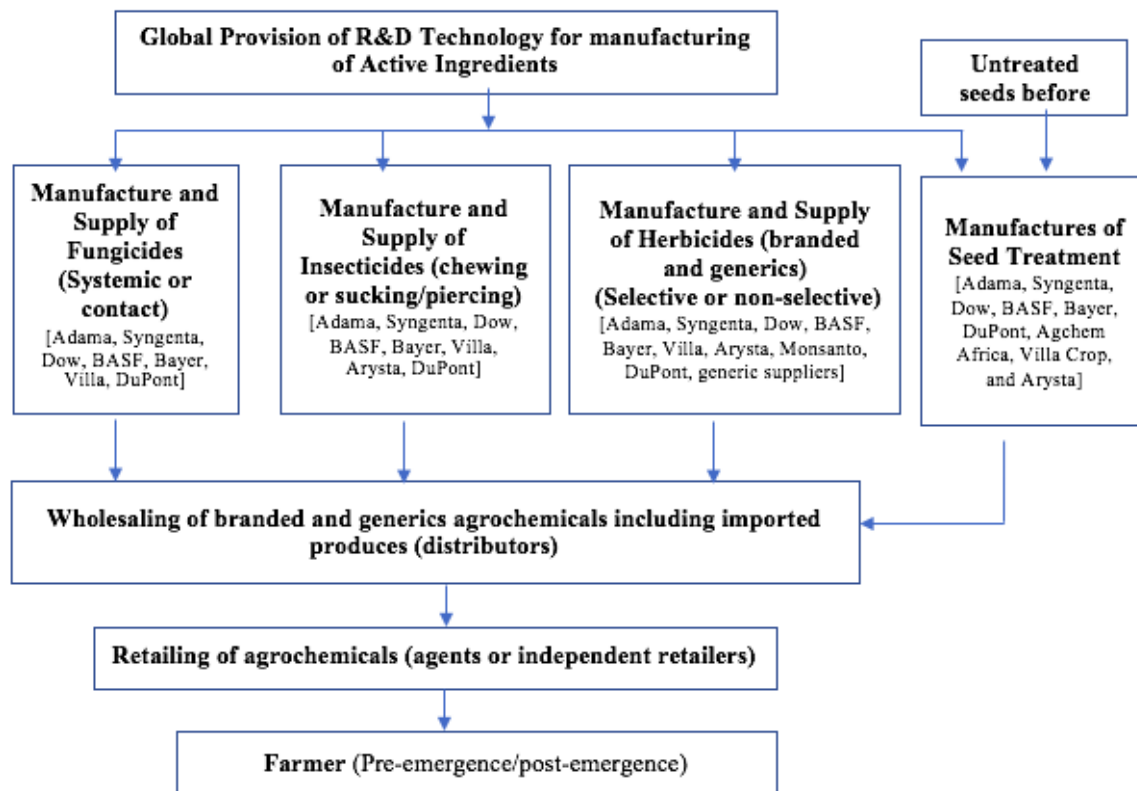 Global Provision of R&D Technology for manufacturing
of Active Ingredients
Untreated
seeds before
Manufacture and
Supply of
Fungicides
(Systemic or
contact)
[Adama, Syngenta,
Dow, BASF, Bayer,
Villa, DuPont]
Manufacture and
Supply of
Insecticides (chewing
or sucking/piercing)
[Adama, Syngenta, Dow,
BASF, Bayer, Villa,
Arysta, DuPont]
Manufacture and Supply
of Herbicides (branded
and generics)
(Selective or non-selective)
[Adama, Syngenta, Dow, BASF,
Bayer, Villa, Arysta, Monsanto,
DuPont, generic suppliers]
Manufactures of
Seed Treatment
[Adama, Syngenta,
Dow, BASF, Bayer,
DuPont, Agchem
Africa, Villa Crop,
and Arysta]
Wholesaling of branded and generics agrochemicals including imported
produces (distributors)
Retailing of agrochemicals (agents or independent retailers)
Farmer (Pre-emergence/post-emergence)